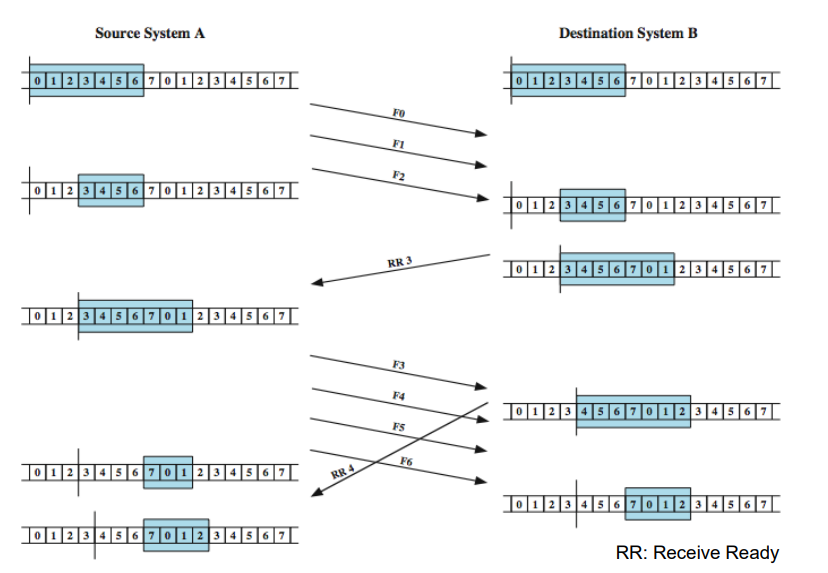 Source System A
Destination System B
0 1 2 3 4 5 6 7 0 1 2 3 4 5 6 7
0 1 2 3 4 5 6 7 0 1 2 3 4 5 6 7
F0
F1
F2
0 1 2 3 4 5 6 7 0 1 2 3 4 5 6 7
0 1 2 3 4 5 6 7 0 1 2 3 4 5 6 7
RR 3
0 1 2 3 4 5 6 7 0 1 2 3 4 5 6 7
0 1 2 3 4 5 6 7 0 1 2 3 4 5 6 7
F3
F4
F5
F6
RR 4
0 1 2 3 4 5 6 7 0 1 2 3 4 5 6 7
0 1 2 3 4 5 6 7 0 1 2 3 4 5 6 7
0 1 2 3 4 5 6 7 0 1 2 3 4 5 6 7
0 1 2 3 4 5 6 7 0 1 2 3 4 5 6 7
RR: Receive Ready